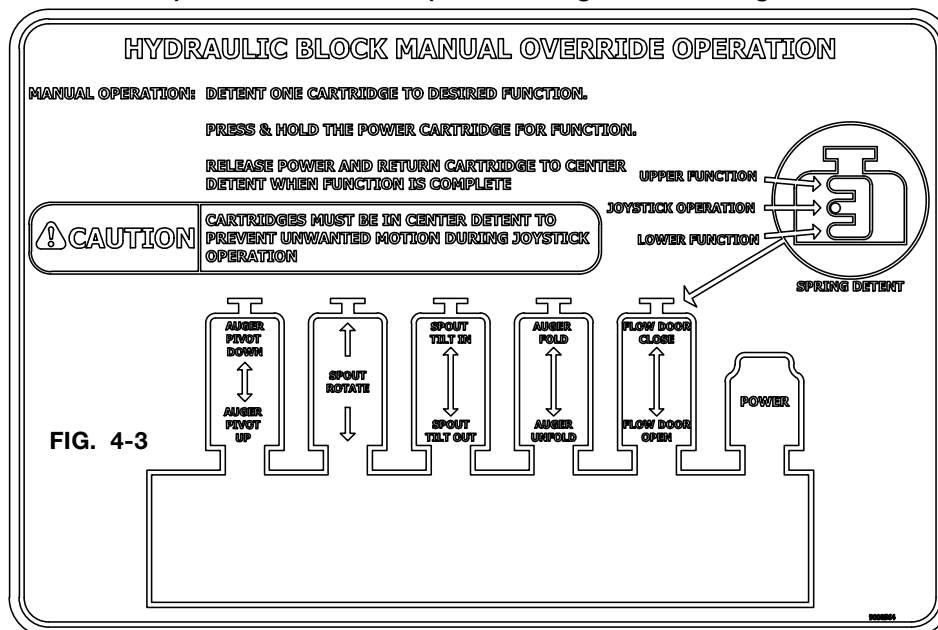 HYDRAULIC BLOCK MANUAL OVERRIDE OPERATION
MANUAL OPERATION: DETENT ONE CARTRIDGE TO DESIRED FUNCTION.
PRESS & HOLD THE POWER CARTRIDGE FOR FUNCTION.
RELEASE POWER AND RETURN CARTRIDGE TO CENTER
DETENT WHEN FUNCTION IS COMPLETE
UPPER FUNCTION
JOYSTICK OPERATION
LOWER FUNCTION
SPRING DETENT
CAUTION
CARTRIDGES MUST BE IN CENTER DETENT TO
PREVENT UNWANTED MOTION DURING JOYSTICK
OPERATION
AUGER
PIVOT
DOWN
AUGER
PIVOT
UP
SPOUT
ROTATE
SPOUT
TILT IN
SPOUT
TILT OUT
AUGER
FOLD
AUGER
UNFOLD
FLOW DOOR
CLOSE
FLOW DOOR
OPEN
POWER
FIG. 4-3